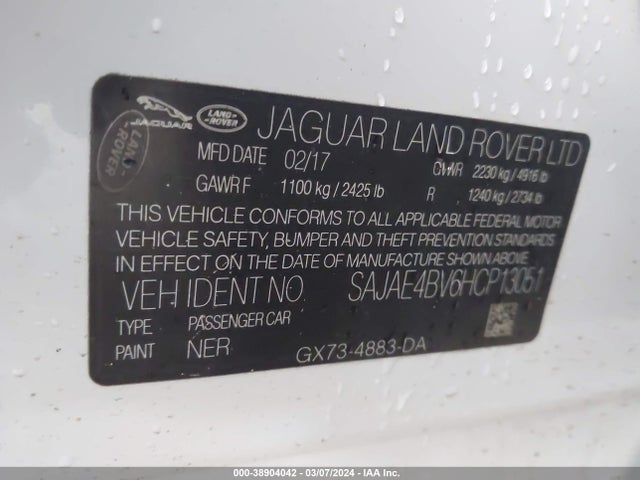 JAGUAR
LAND ROVER
LAND ROVER
JAGUAR LAND ROVER LTD
MFD DATE 02/17 GVWR 2230 kg / 4916 lb
GAWR F 1100 kg / 2425 lb R 1240 kg / 2734 lb
THIS VEHICLE CONFORMS TO ALL APPLICABLE FEDERAL MOTOR
VEHICLE SAFETY, BUMPER AND THEFT PREVENTION STANDARDS
IN EFFECT ON THE DATE OF MANUFACTURE SHOWN ABOVE
VEH IDENT NO SAJAE4BV6HCP13051
TYPE PASSENGER CAR
PAINT NER GX73-4883-DA
000-38904042 — 03/07/2024 — IAA Inc.